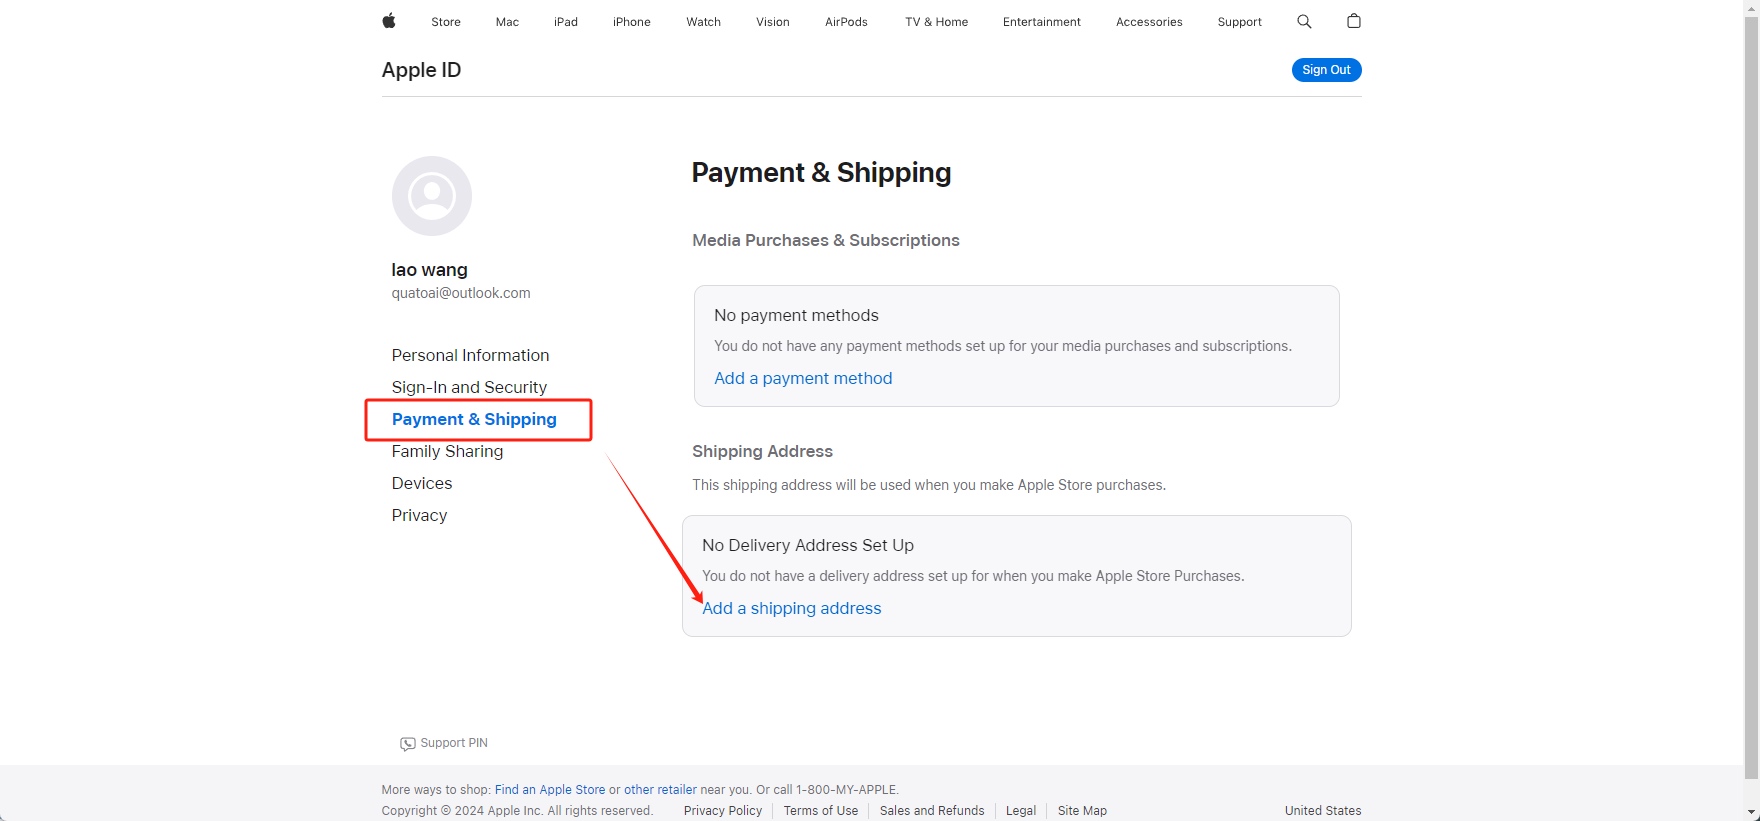 Store Mac iPad iPhone Watch Vision AirPods TV & Home Entertainment Accessories Support
Apple ID
Sign Out
lao wang
quatoai@outlook.com
Personal Information
Sign-In and Security
Payment & Shipping
Family Sharing
Devices
Privacy
Support PIN
Payment & Shipping
Media Purchases & Subscriptions
No payment methods
You do not have any payment methods set up for your media purchases and subscriptions.
Add a payment method
Shipping Address
This shipping address will be used when you make Apple Store purchases.
No Delivery Address Set Up
You do not have a delivery address set up for when you make Apple Store Purchases.
Add a shipping address
More ways to shop: Find an Apple Store or other retailer near you. Or call 1-800-MY-APPLE.
Copyright © 2024 Apple Inc. All rights reserved. Privacy Policy Terms of Use Sales and Refunds Legal Site Map United States